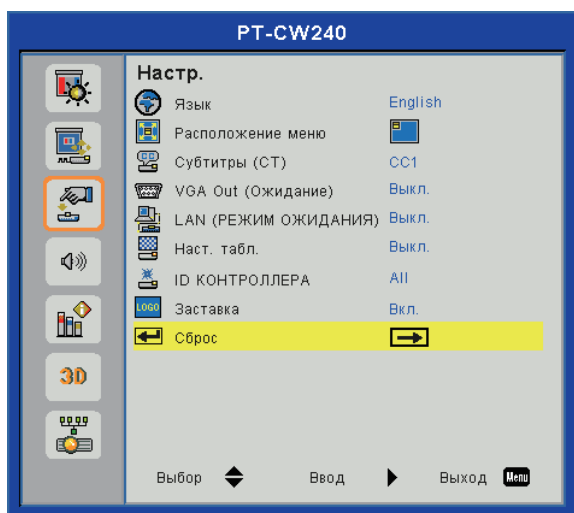 PT-CW240
Настр.
Язык English
Расположение меню
Субтитры (CT) CC1
VGA Out (Ожидание) Выкл.
LAN (РЕЖИМ ОЖИДАНИЯ) Выкл.
Наст. табл. Выкл.
ID КОНТРОЛЛЕРА All
LOGO Заставка Вкл.
Сброс
3D
Выбор Ввод Выход Menu